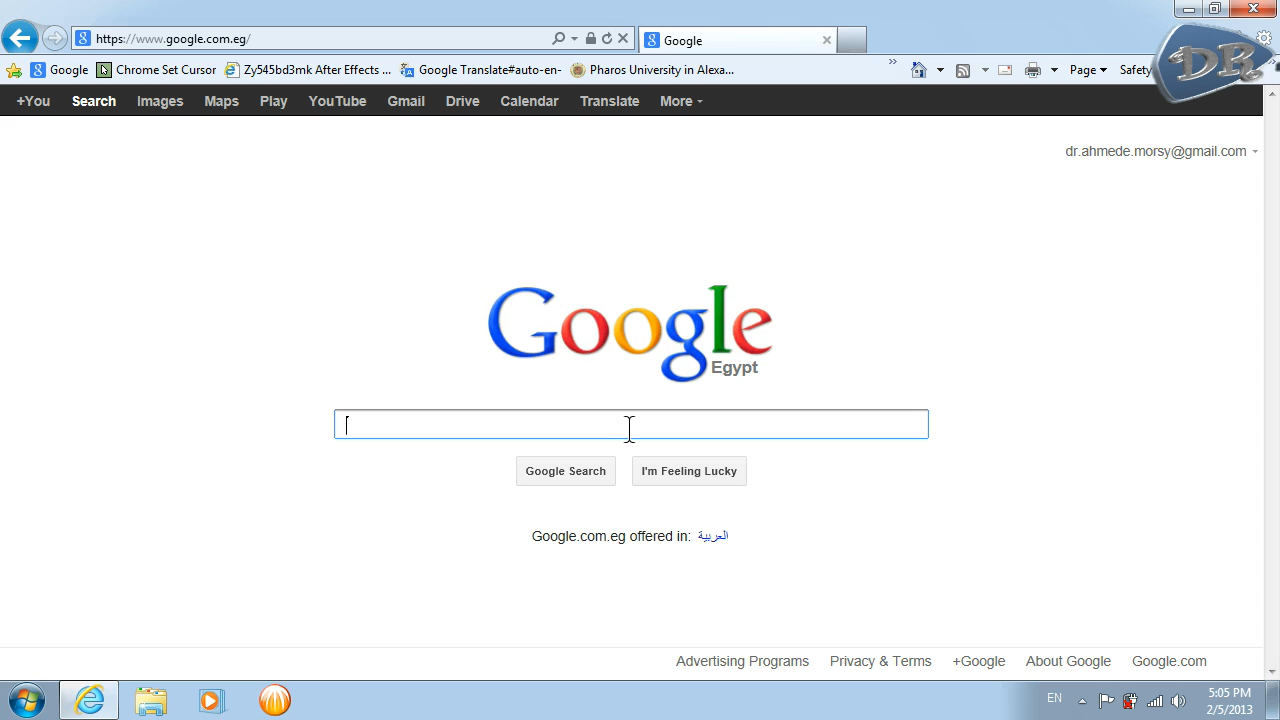 https://www.google.com.eg/
Google
Google
Chrome Set Cursor
Zy545bd3nk After Effects ...
Google Translate#auto-en-
Pharos University in Alexa...
Page
Safety
DR
+You
Search
Images
Maps
Play
YouTube
Gmail
Drive
Calendar
Translate
More
dr.ahmede.morsy@gmail.com
Google
Egypt
Google Search
I'm Feeling Lucky
Google.com.eg offered in: العربية
Advertising Programs
Privacy & Terms
+Google
About Google
Google.com
EN
5:05 PM
2/5/2013